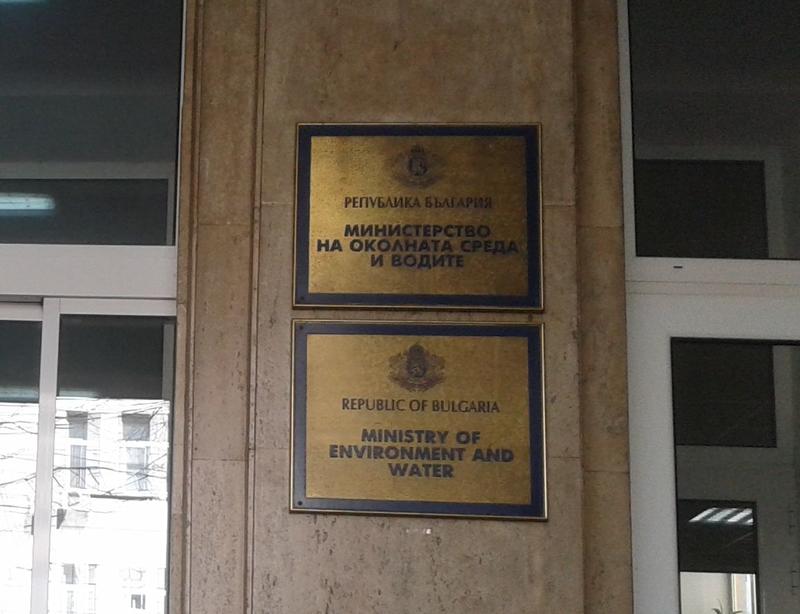 РЕПУБЛИКА БЪЛГАРИЯ
МИНИСТЕРСТВО
НА ОКОЛНАТА СРЕДА
И ВОДИТЕ
REPUBLIC OF BULGARIA
MINISTRY OF
ENVIRONMENT AND
WATER